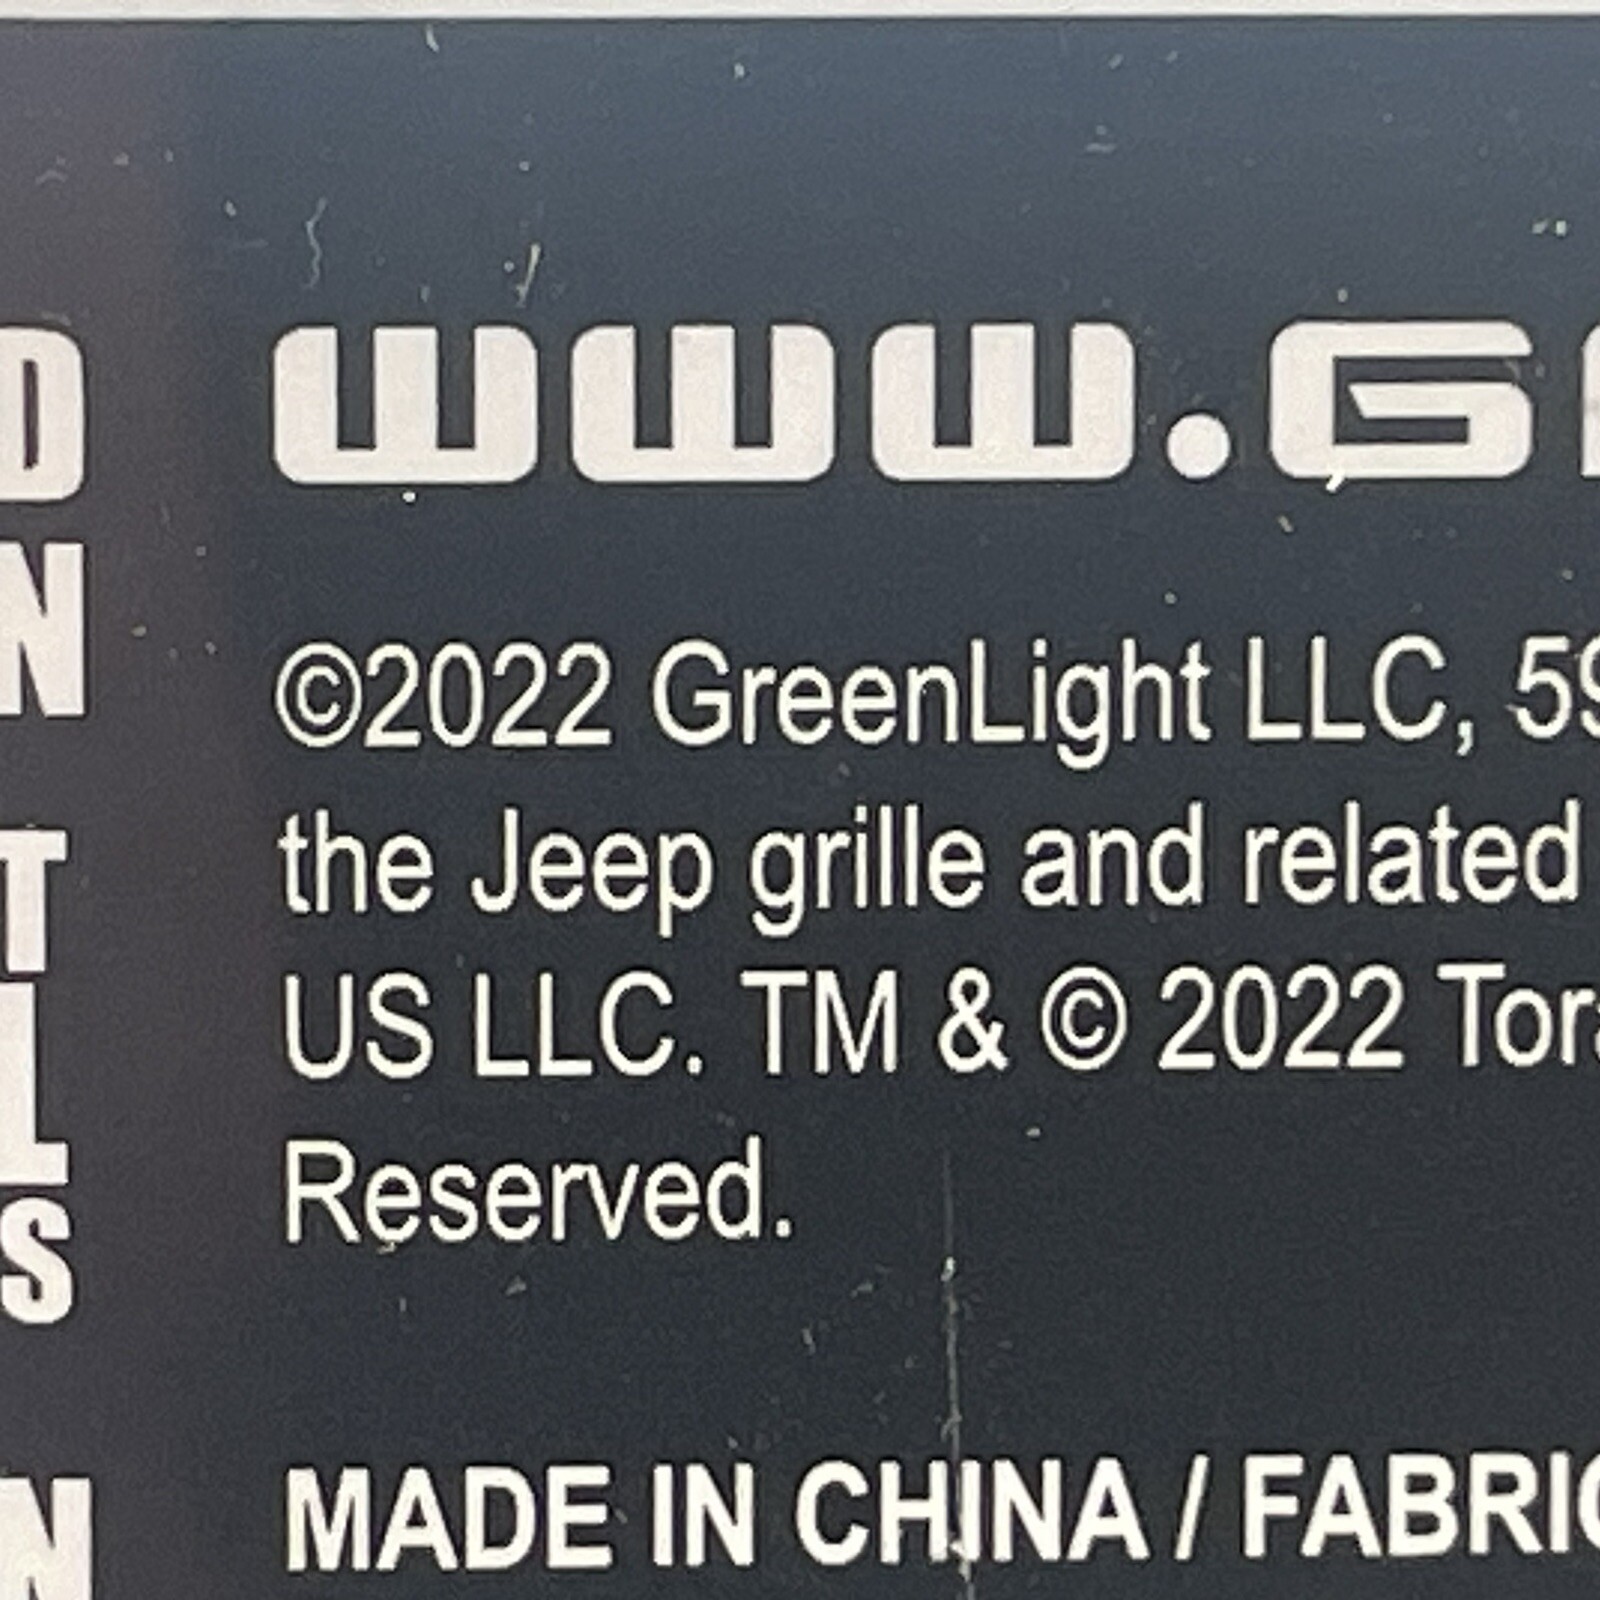 www.G
©2022 GreenLight LLC, 59
the Jeep grille and related
US LLC. TM & © 2022 Tor
Reserved.
MADE IN CHINA / FABRIC
D
N
T
L
S
N